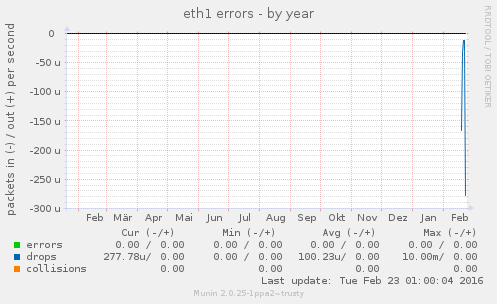 eth1 errors - by year
RRDTOOL / TOBI OETIKER
packets in (-) / out (+) per second
0
-50 u
-100 u
-150 u
-200 u
-250 u
-300 u
Feb Mär Apr Mai Jun Jul Aug Sep Okt Nov Dez Jan Feb
Cur (-/+) Min (-/+) Avg (-/+) Max (-/+)
errors 0.00 / 0.00 0.00 / 0.00 0.00 / 0.00 0.00 / 0.00
drops 277.78u/ 0.00 0.00 / 0.00 100.23u/ 0.00 10.00m/ 0.00
collisions 0.00 0.00 0.00 0.00
Last update: Tue Feb 23 01:00:04 2016
Munin 2.0.25-1ppa2~trusty